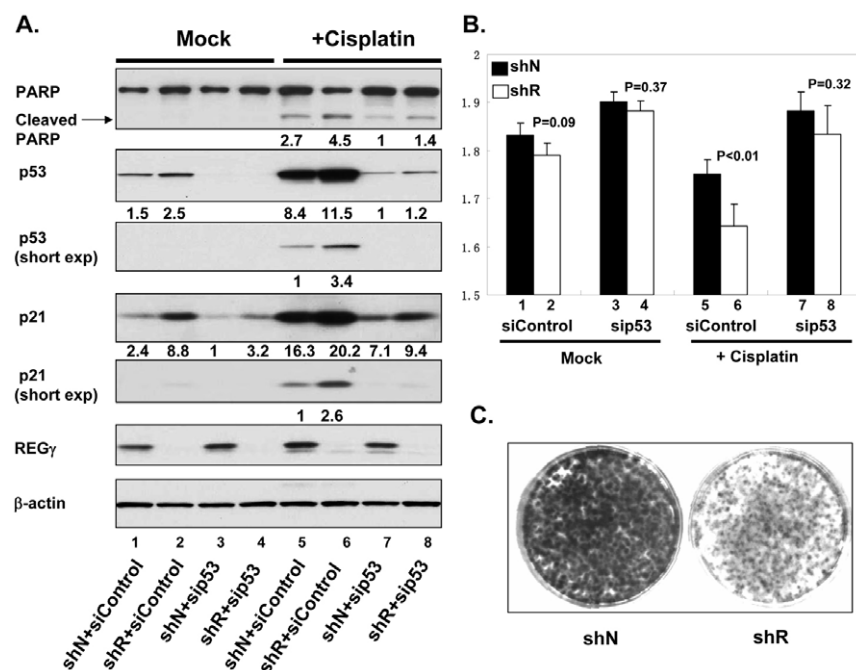 A.
Mock +Cisplatin
PARP
Cleaved
PARP
2.7 4.5 1 1.4
p53
1.5 2.5 8.4 11.5 1 1.2
p53
(short exp)
1 3.4
p21
2.4 8.8 1 3.2 16.3 20.2 7.1 9.4
p21
(short exp)
1 2.6
REGγ
β-actin
1 2 3 4 5 6 7 8
shN+siControl
shR+siControl
shN+sip53
shR+sip53
shN+siControl
shR+siControl
shN+sip53
shR+sip53
B.
2
1.9
1.8
1.7
1.6
1.5
shN
shR
P=0.09
P=0.37
P<0.01
P=0.32
1 2 3 4 5 6 7 8
siControl sip53 siControl sip53
Mock + Cisplatin
C.
shN shR